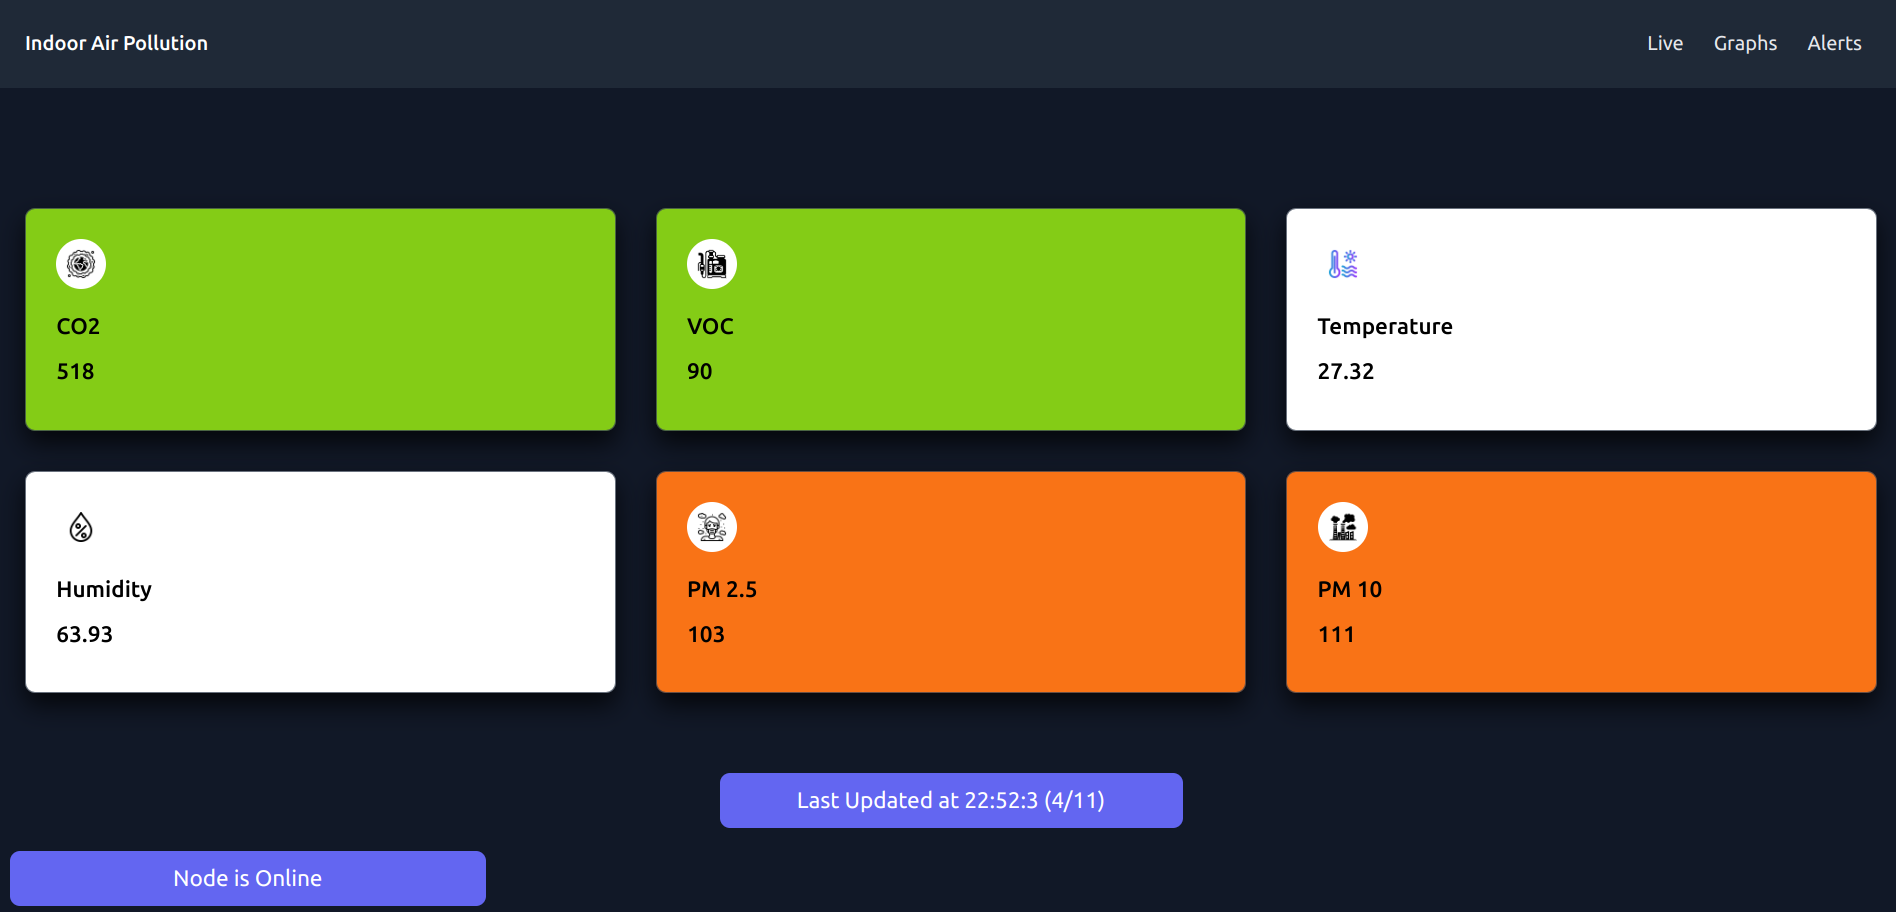 Indoor Air Pollution
Live
Graphs
Alerts
CO2
518
VOC
90
Temperature
27.32
Humidity
63.93
PM 2.5
103
PM 10
111
Last Updated at 22:52:3 (4/11)
Node is Online